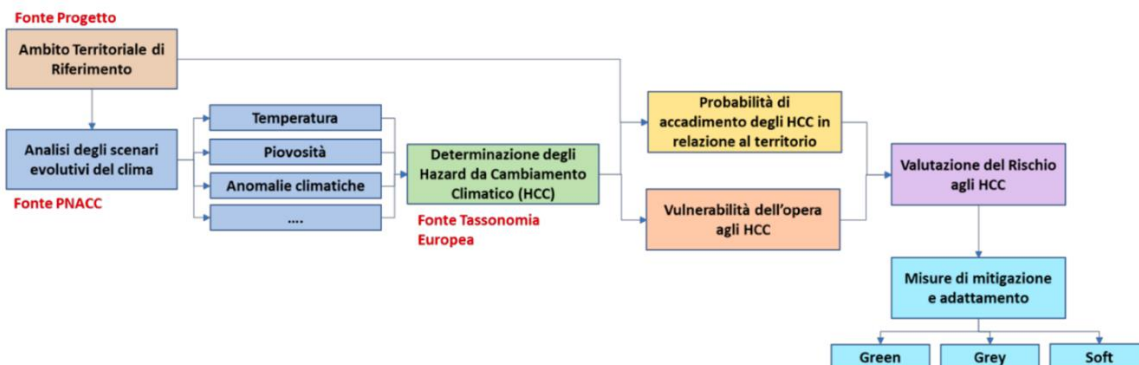 Fonte Progetto
Ambito Territoriale di
Riferimento
Analisi degli scenari
evolutivi del clima
Fonte PNACC
Temperatura
Piovosità
Anomalie climatiche
....
Determinazione degli
Hazard da Cambiamento
Climatico (HCC)
Fonte Tassonomia
Europea
Probabilità di
accadimento degli HCC in
relazione al territorio
Vulnerabilità dell'opera
agli HCC
Valutazione del Rischio
agli HCC
Misure di mitigazione
e adattamento
Green
Grey
Soft